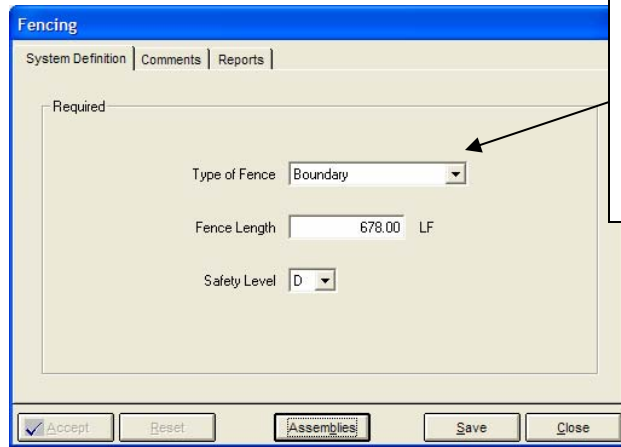 Fencing
System Definition Comments Reports
Required
Type of Fence Boundary
Fence Length 678.00 LF
Safety Level D
Accept Reset Assemblies Save Close